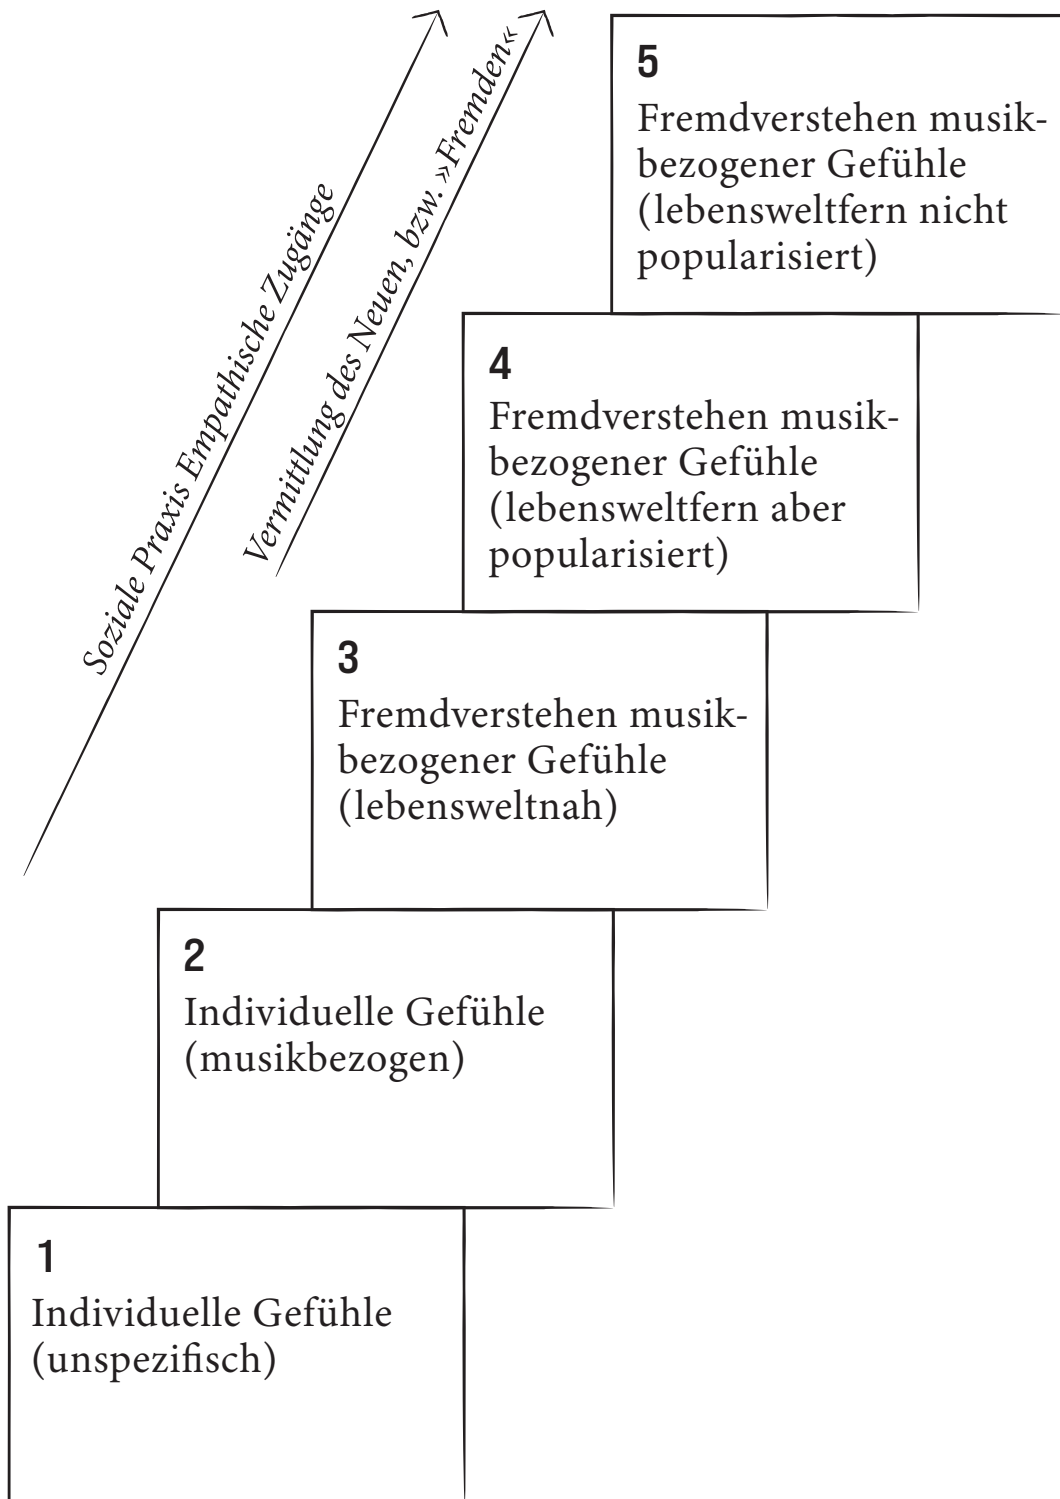 Soziale Praxis Empathische Zugänge
Vermittlung des Neuen, bzw. »Fremden«
5
Fremdverstehen musik-
bezogener Gefühle
(lebensweltfern nicht
popularisiert)
4
Fremdverstehen musik-
bezogener Gefühle
(lebensweltfern aber
popularisiert)
3
Fremdverstehen musik-
bezogener Gefühle
(lebensweltnah)
2
Individuelle Gefühle
(musikbezogen)
1
Individuelle Gefühle
(unspezifisch)